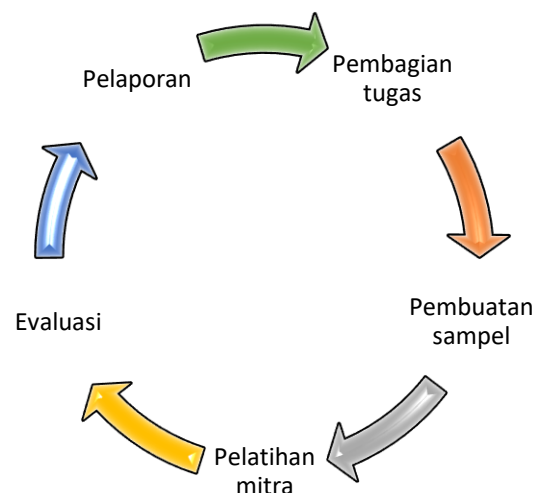 Pelaporan
Pembagian
tugas
Pembuatan
sampel
Pelatihan
mitra
Evaluasi